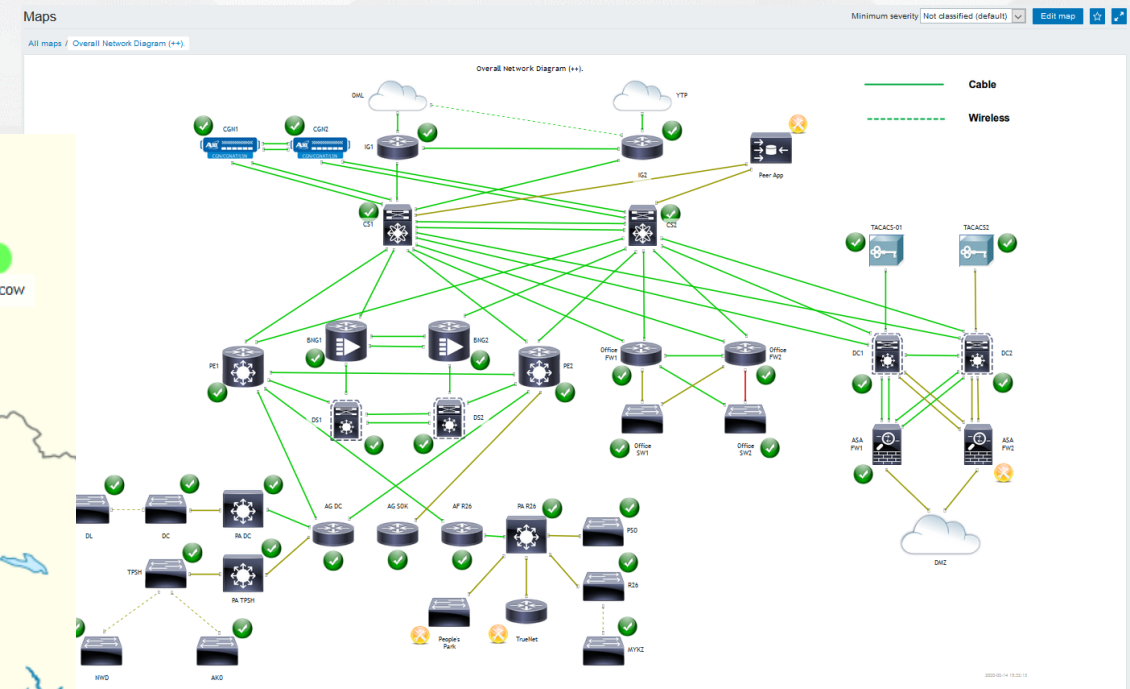 Maps
Minimum severity Not classified (default) Edit map
All maps / Overall Network Diagram (++).
Overall Network Diagram (++).
Cable
Wireless
DML
YTP
CGN1
CGN2
IG1
IG2
Peer App
CS1
CS2
TACACS-01
TACACS2
BNG1
BNG2
PE1
PE2
Office
FW1
Office
FW2
DC1
DC2
DS1
DS2
Office
SW1
Office
SW2
ASA
FW1
ASA
FW2
cow
AG DC
AG SOK
AF R26
PA R26
PSO
DL
DC
PA DC
DMZ
TPSH
PA TPSH
R26
People's
Park
TrueNet
MYKZ
NWD
AKO